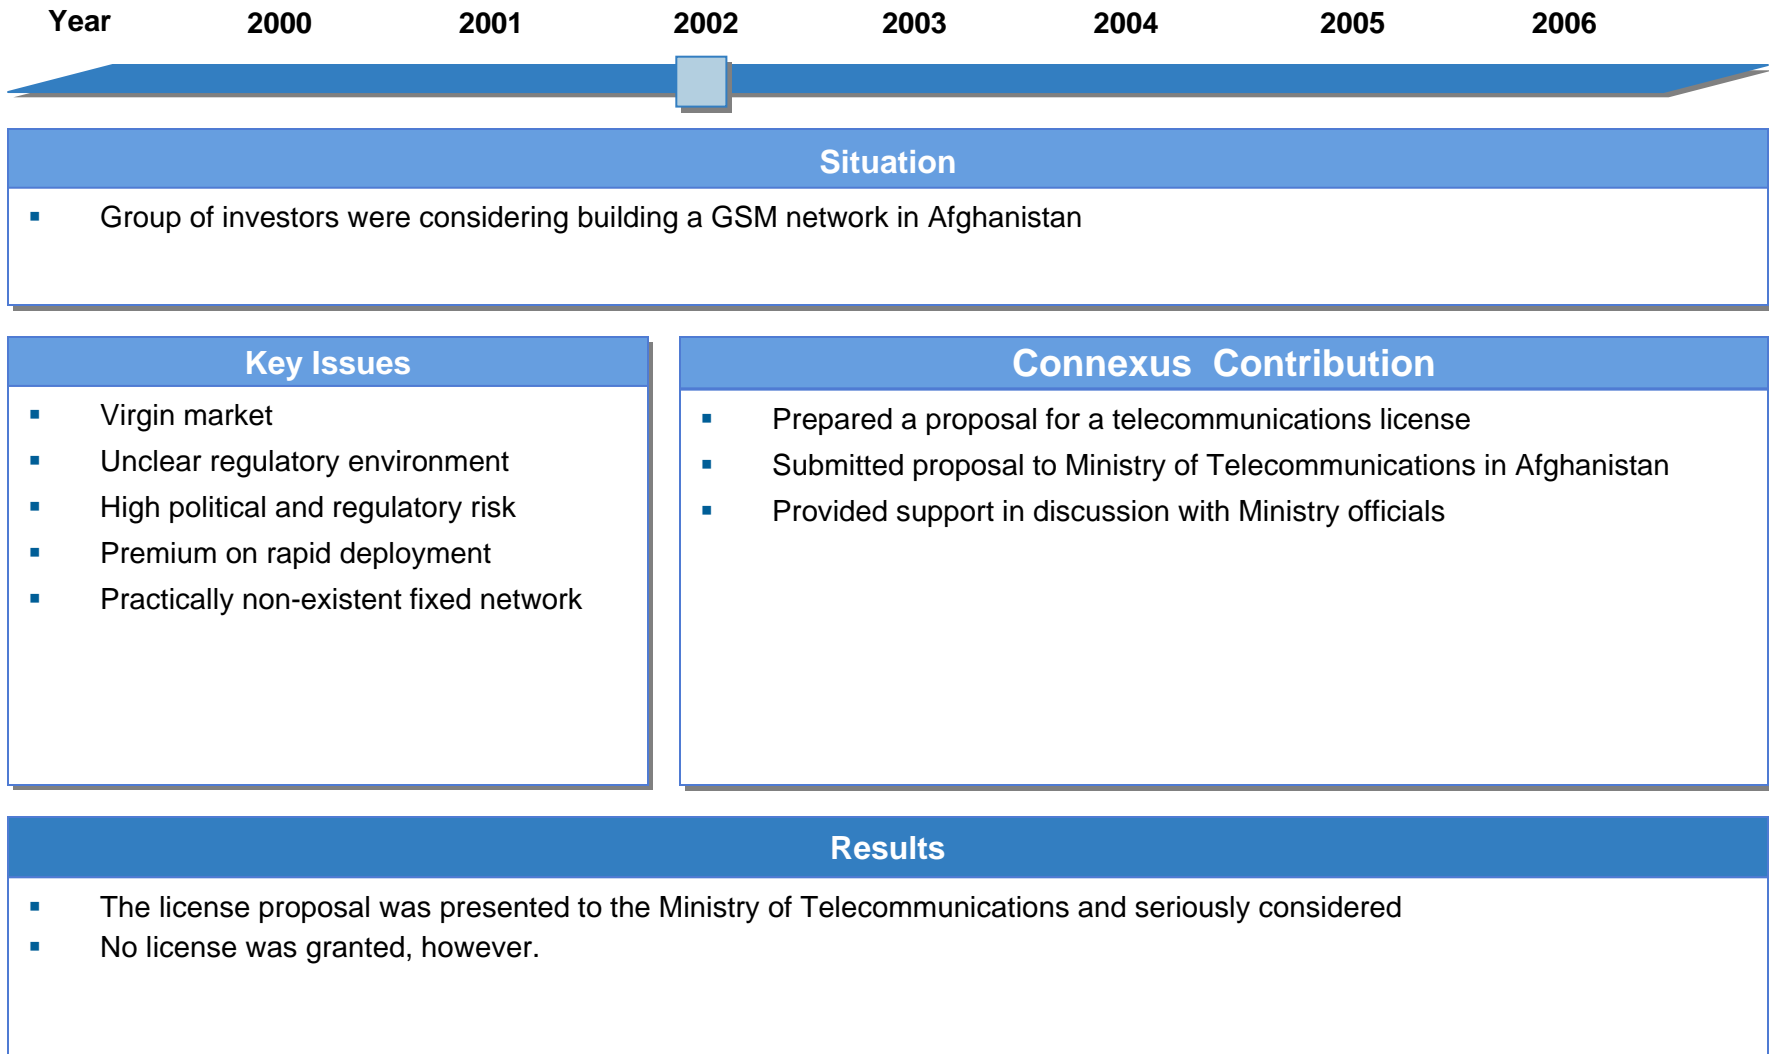 Year 2000 2001 2002 2003 2004 2005 2006
Situation
Group of investors were considering building a GSM network in Afghanistan
Key Issues
Virgin market
Unclear regulatory environment
High political and regulatory risk
Premium on rapid deployment
Practically non-existent fixed network
Connexus Contribution
Prepared a proposal for a telecommunications license
Submitted proposal to Ministry of Telecommunications in Afghanistan
Provided support in discussion with Ministry officials
Results
The license proposal was presented to the Ministry of Telecommunications and seriously considered
No license was granted, however.